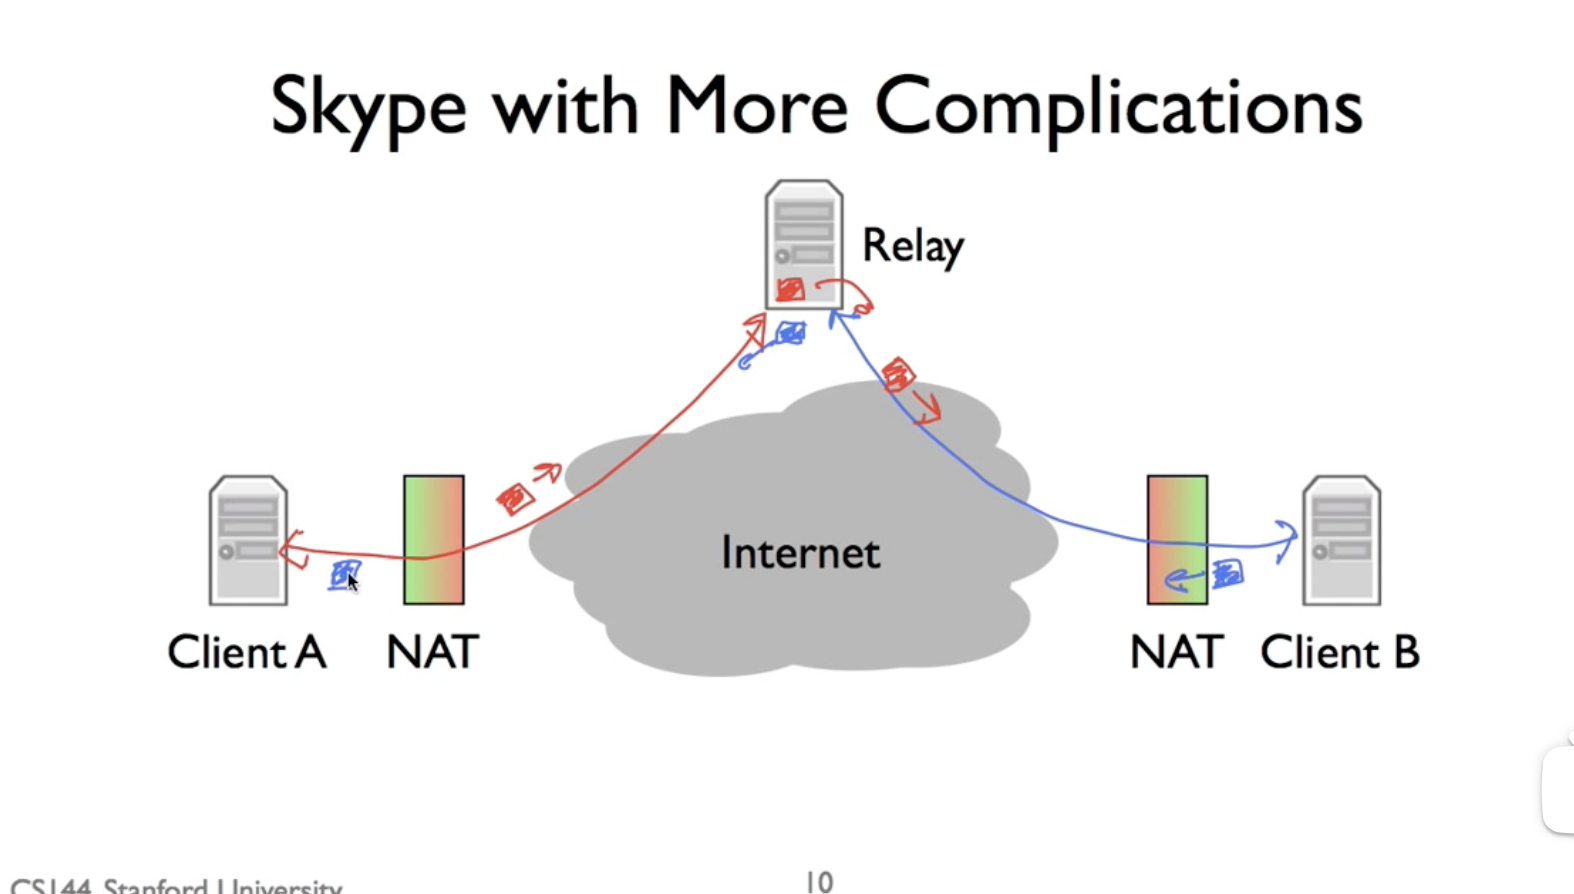 Skype with More Complications
Relay
Internet
Client A
NAT
NAT
Client B
CS144, Stanford University
10